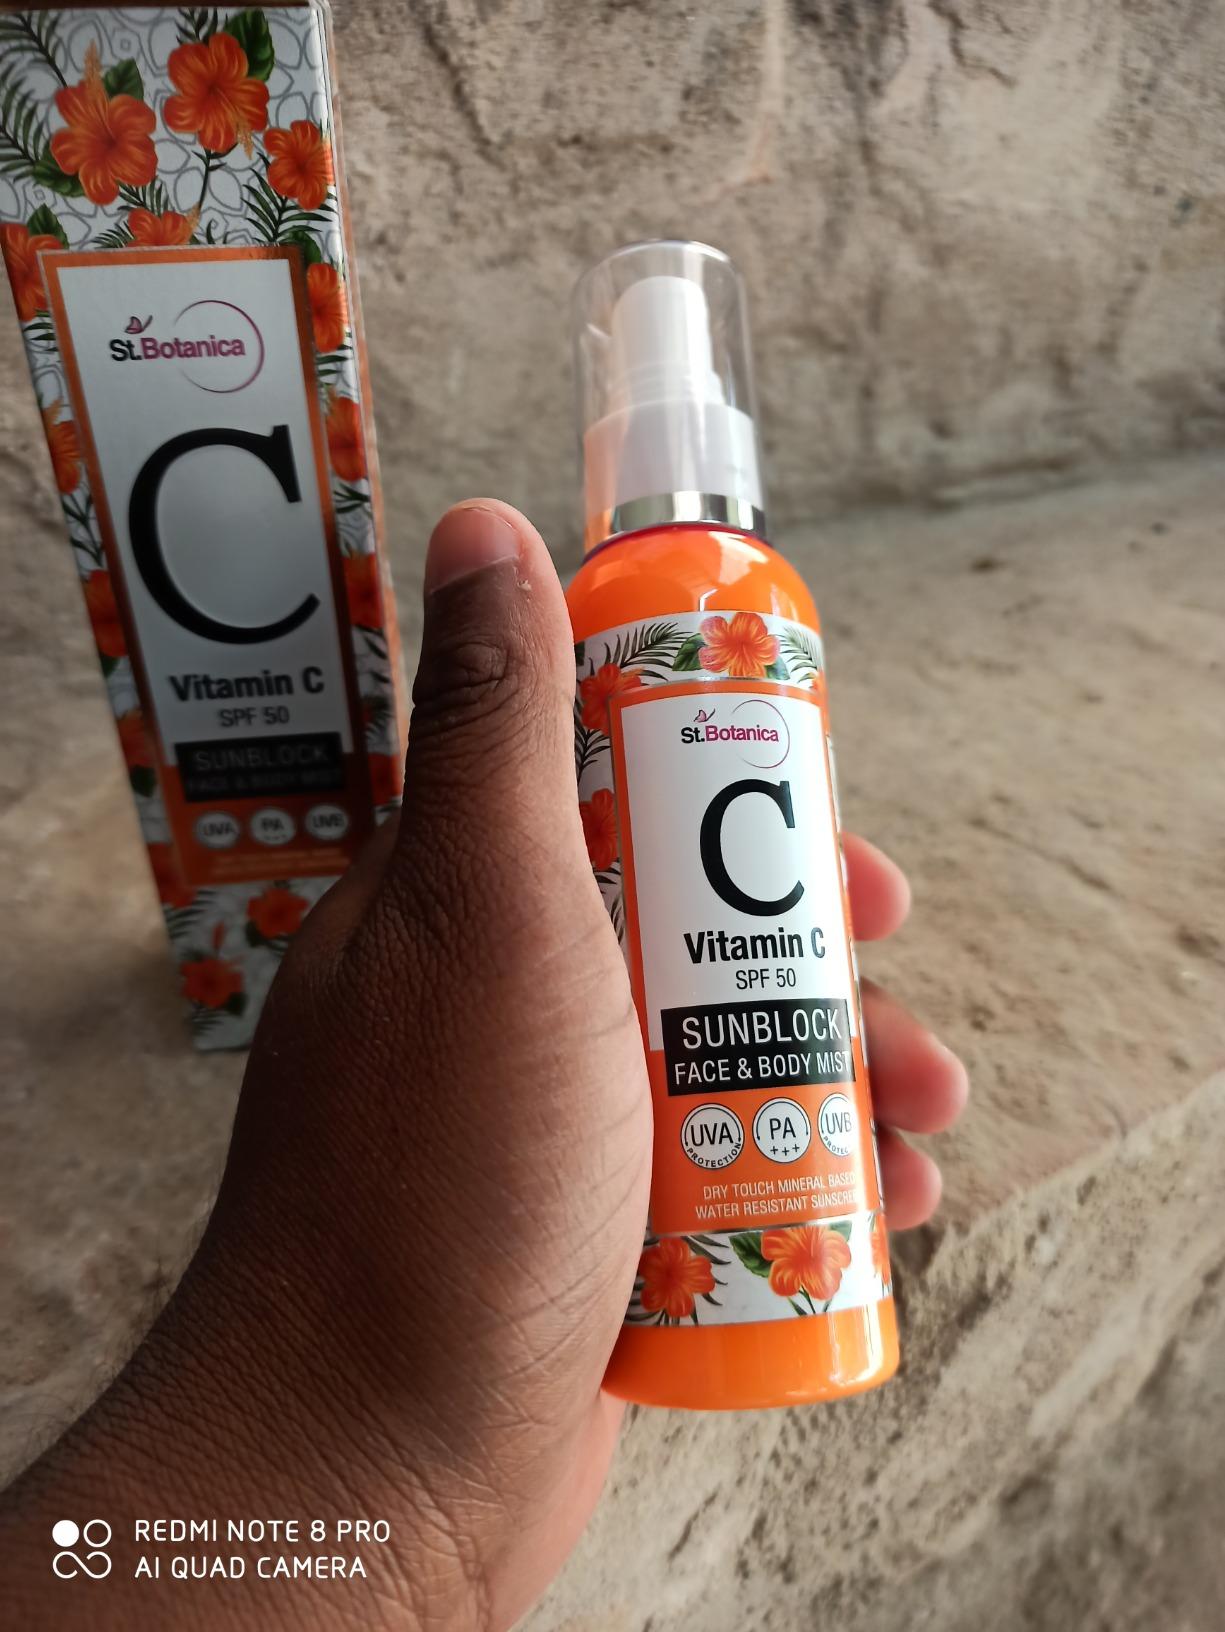 St.Botanica
C
Vitamin C
SPF 50
SUNBLOCK
FACE & BODY MIST
UVA
PA
+++
UVB
St.Botanica
C
Vitamin C
SPF 50
SUNBLOCK
FACE & BODY MIST
UVA
PROTECTION
PA
+++
UVB
DRY TOUCH MINERAL BASED
WATER RESISTANT
REDMI NOTE 8 PRO
AI QUAD CAMERA